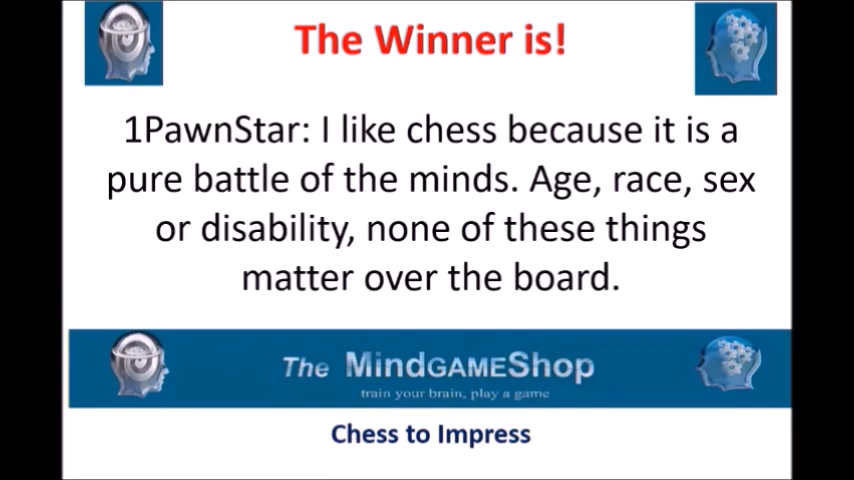 The Winner is!
1PawnStar: I like chess because it is a
pure battle of the minds. Age, race, sex
or disability, none of these things
matter over the board.
The MINDGAMESHOP
train your brain, play a game
Chess to Impress